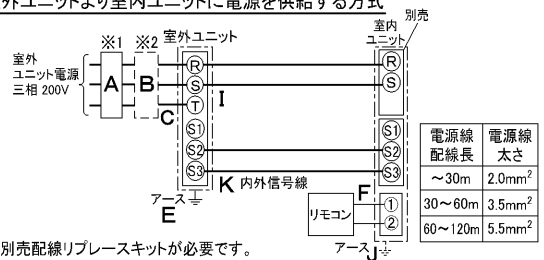 外ユニットより室内ユニットに電源を供給する方式
別売
※1 ※2 室外ユニット
室内
ユニット
室外
ユニット電源
三相 200V
A B
R R
S I S
T
C
S1 S1
S2 S2
S3 S3
K 内外信号線
アース
E
F
リモコン
①
②
アース J
電源線
配線長
電源線
太さ
～30m 2.0mm²
30～60m 3.5mm²
60～120m 5.5mm²
別売配線リプレースキットが必要です。